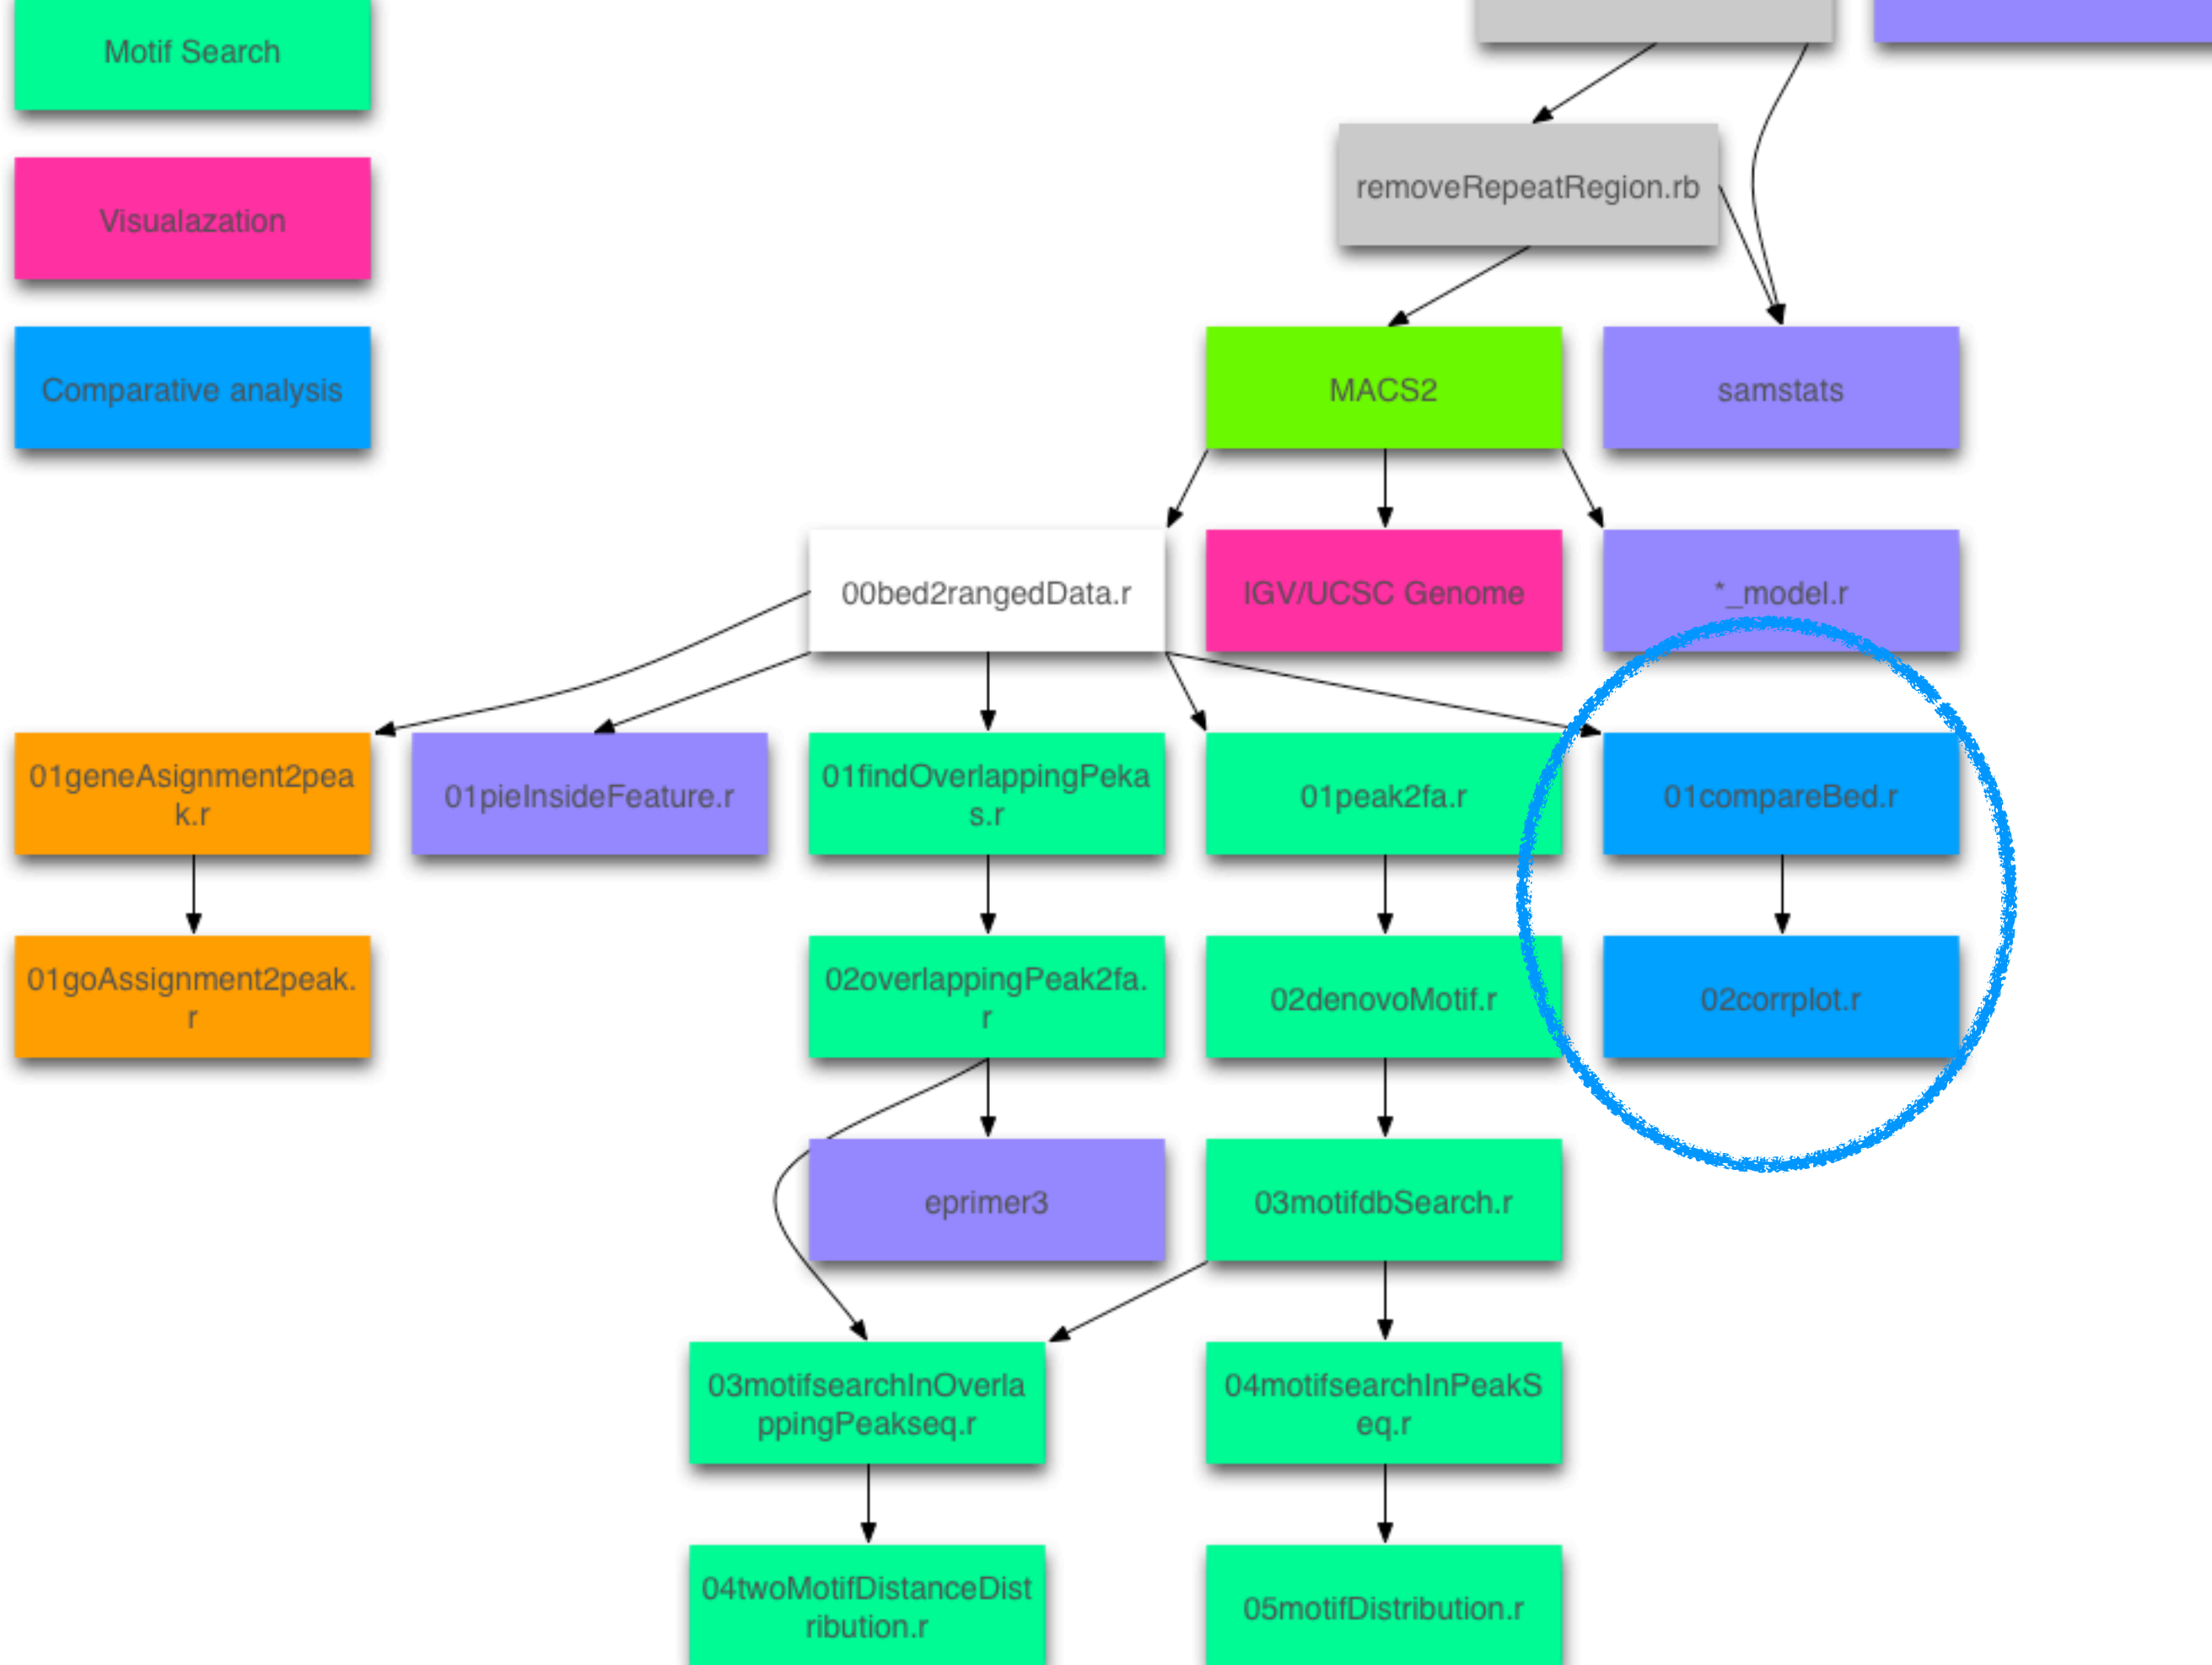 Motif Search
Visualazation
Comparative analysis
removeRepeatRegion.rb
MACS2
samstats
00bed2rangedData.r
IGV/UCSC Genome
*_model.r
01geneAsignment2pea
k.r
01pieInsideFeature.r
01findOverlappingPeka
s.r
01peak2fa.r
01compareBed.r
01goAssignment2peak.
r
02overlappingPeak2fa.
r
02denovoMotif.r
02corrplot.r
eprimer3
03motifdbSearch.r
03motifsearchInOverla
ppingPeakseq.r
04motifsearchInPeakS
eq.r
04twoMotifDistanceDist
ribution.r
05motifDistribution.r